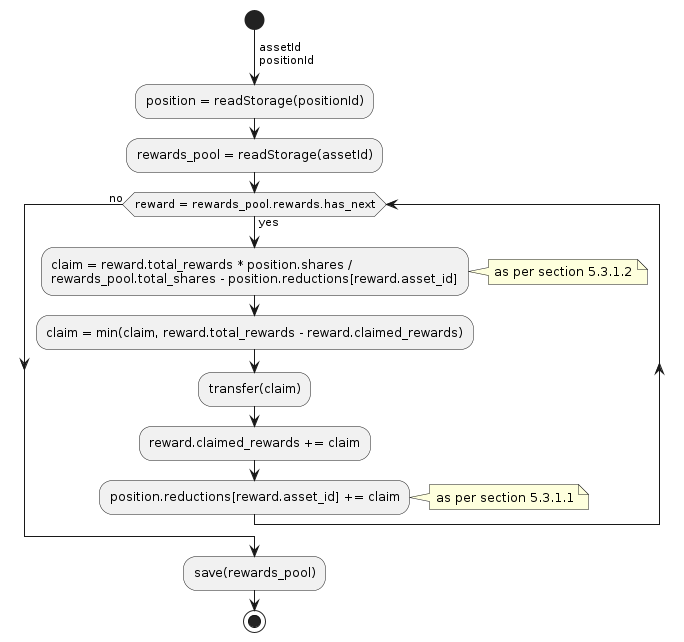 assetId
positionId
position = readStorage(positionId)
rewards_pool = readStorage(assetId)
no
reward = rewards_pool.rewards.has_next
yes
claim = reward.total_rewards * position.shares /
rewards_pool.total_shares - position.reductions[reward.asset_id]
as per section 5.3.1.2
claim = min(claim, reward.total_rewards - reward.claimed_rewards)
transfer(claim)
reward.claimed_rewards += claim
position.reductions[reward.asset_id] += claim
as per section 5.3.1.1
save(rewards_pool)